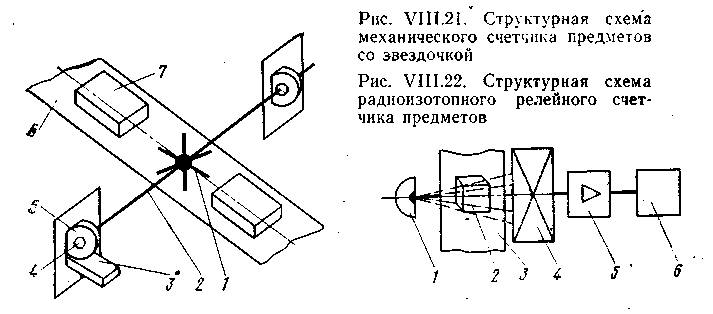 Рис. VIII.21. Структурная схема
механического счетчика предметов
со звездочкой
Рис. VIII.22. Структурная схема
радиоизотопного релейного счет-
чика предметов
7
6
5
4
3
2
1
1
2
3
4
5
6